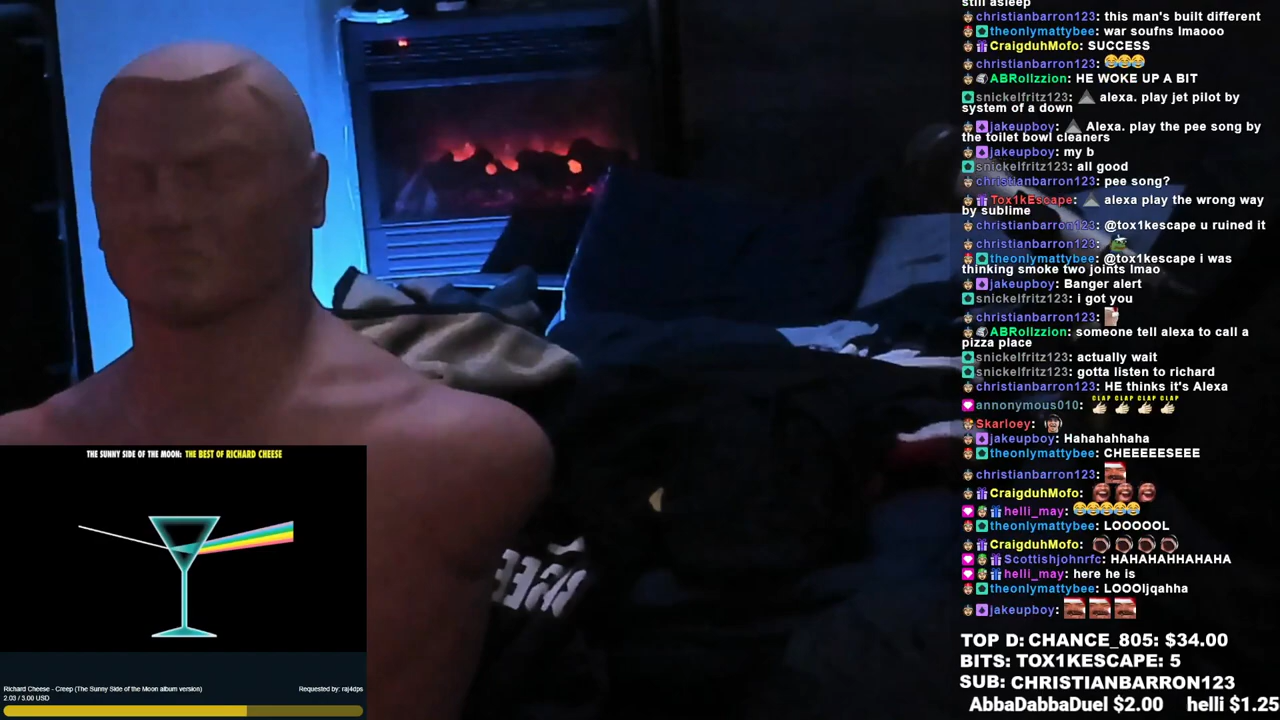 still asleep
christianbarron123: this man's built different
theonlymattybee: war soufns lmaooo
CraigduhMofo: SUCCESS
christianbarron123:
ABRollzzion: HE WOKE UP A BIT
snickelfritz123: alexa. play jet pilot by
system of a down
jakeupboy: Alexa. play the pee song by
the toilet bowl cleaners
jakeupboy: my b
snickelfritz123: all good
christianbarron123: pee song?
Tox1kEscape: alexa play the wrong way
by sublime
christianbarron123: @tox1kescape u ruined it
christianbarron123:
theonlymattybee: @tox1kescape i was
thinking smoke two joints lmao
jakeupboy: Banger alert
snickelfritz123: i got you
christianbarron123:
ABRollzzion: someone tell alexa to call a
pizza place
snickelfritz123: actually wait
snickelfritz123: gotta listen to richard
christianbarron123: HE thinks it's Alexa
annonymous010: CLAP CLAP CLAP CLAP
Skarloey:
jakeupboy: Hahahahhaha
theonlymattybee: CHEEEEESEEE
christianbarron123:
CraigduhMofo:
helli_may:
theonlymattybee: LOOOOOL
CraigduhMofo:
Scottishjohnrfc: HAHAHAHHAHAHA
helli_may: here he is
theonlymattybee: LOOOljqahha
jakeupboy:
TOP D: CHANCE_805: $34.00
BITS: TOX1KESCAPE: 5
SUB: CHRISTIANBARRON123
AbbaDabbaDuel $2.00 helli $1.25
THE SUNNY SIDE OF THE MOON: THE BEST OF RICHARD CHEESE
Richard Cheese - Creep (The Sunny Side of the Moon album version)
Requested by: raj4dps
2.03 / 3.00 USD